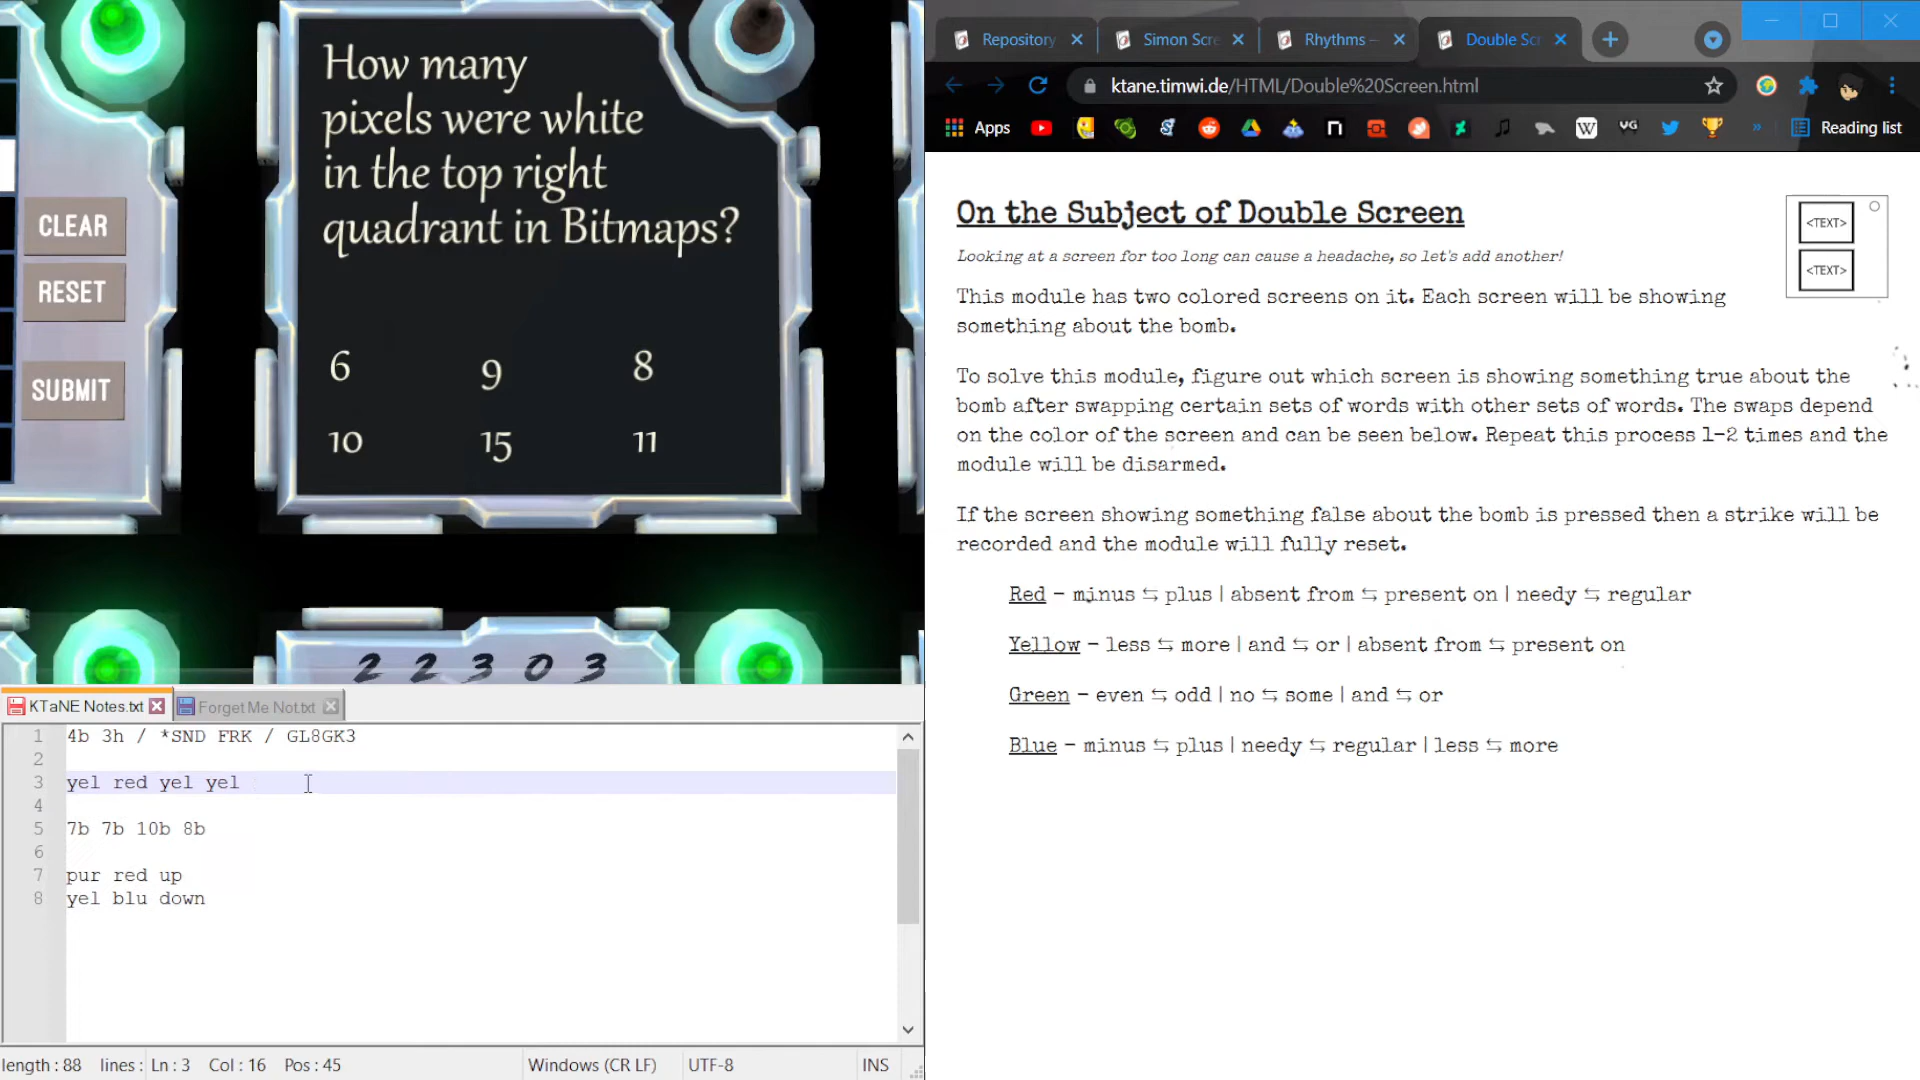 CLEAR
RESET
SUBMIT
How many
pixels were white
in the top right
quadrant in Bitmaps?
6 9 8
10 15 11
2 2 3 0 3
KTaNE Notes.txt Forget Me Not.txt
1 4b 3h / *SND FRK / GL8GK3
2
3 yel red yel yel
4
5 7b 7b 10b 8b
6
7 pur red up
8 yel blu down
length : 88 lines : Ln : 3 Col : 16 Pos : 45 Windows (CR LF) UTF-8 INS
Repository Simon Scre Rhythms — Double Scr
ktane.timwi.de/HTML/Double%20Screen.html
Apps » Reading list
On the Subject of Double Screen
<TEXT>
<TEXT>
Looking at a screen for too long can cause a headache, so let's add another!
This module has two colored screens on it. Each screen will be showing
something about the bomb.
To solve this module, figure out which screen is showing something true about the
bomb after swapping certain sets of words with other sets of words. The swaps depend
on the color of the screen and can be seen below. Repeat this process 1-2 times and the
module will be disarmed.
If the screen showing something false about the bomb is pressed then a strike will be
recorded and the module will fully reset.
Red – minus ⇆ plus | absent from ⇆ present on | needy ⇆ regular
Yellow – less ⇆ more | and ⇆ or | absent from ⇆ present on
Green – even ⇆ odd | no ⇆ some | and ⇆ or
Blue – minus ⇆ plus | needy ⇆ regular | less ⇆ more